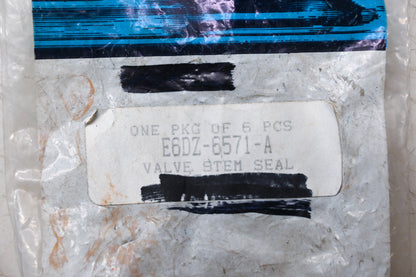 ONE PKG OF 6 PCS
E6DZ-6571-A
VALVE STEM SEAL